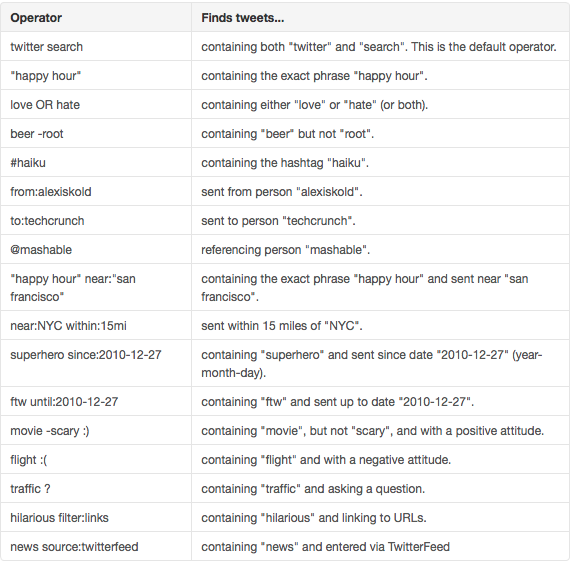 Operator Finds tweets...
twitter search containing both "twitter" and "search". This is the default operator.
"happy hour" containing the exact phrase "happy hour".
love OR hate containing either "love" or "hate" (or both).
beer -root containing "beer" but not "root".
#haiku containing the hashtag "haiku".
from:alexiskold sent from person "alexiskold".
to:techcrunch sent to person "techcrunch".
@mashable referencing person "mashable".
"happy hour" near:"san containing the exact phrase "happy hour" and sent near "san
francisco" francisco".
near:NYC within:15mi sent within 15 miles of "NYC".
superhero since:2010-12-27 containing "superhero" and sent since date "2010-12-27" (year-
month-day).
ftw until:2010-12-27 containing "ftw" and sent up to date "2010-12-27".
movie -scary :) containing "movie", but not "scary", and with a positive attitude.
flight :( containing "flight" and with a negative attitude.
traffic ? containing "traffic" and asking a question.
hilarious filter:links containing "hilarious" and linking to URLs.
news source:twitterfeed containing "news" and entered via TwitterFeed